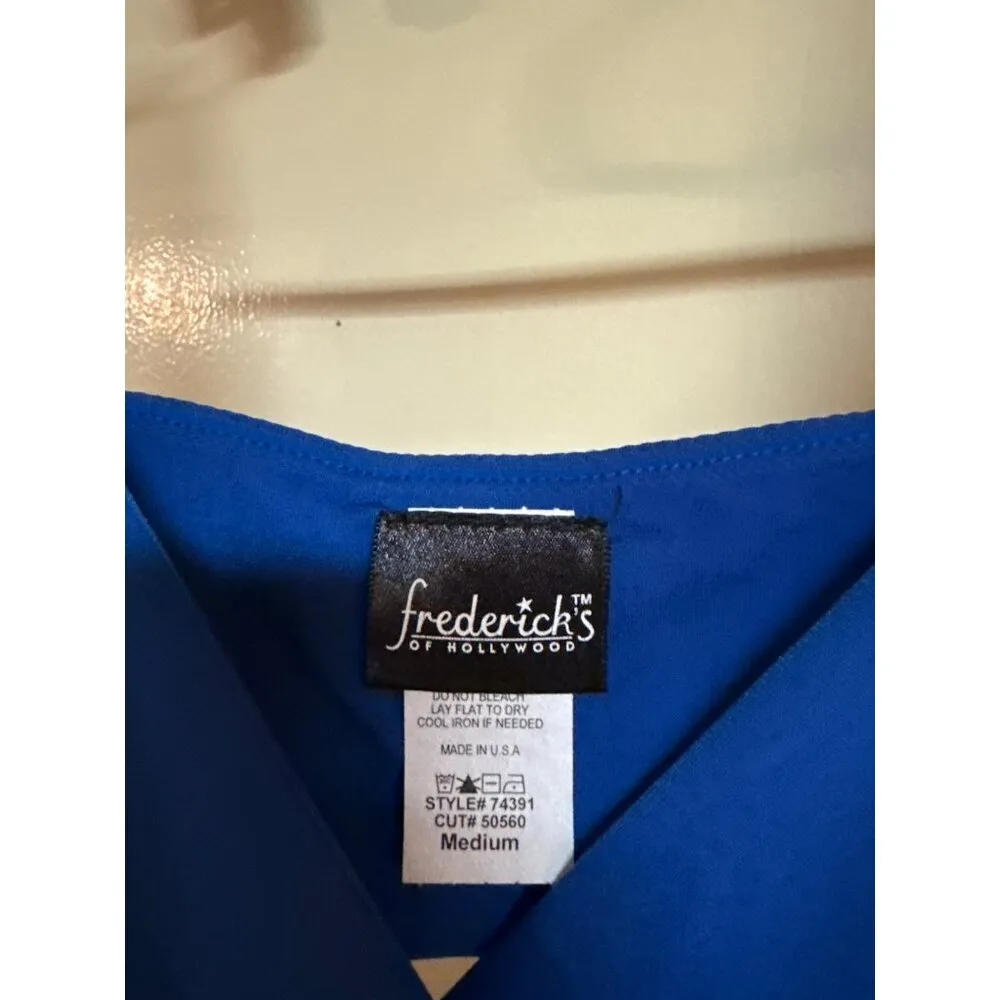 frederick's™
OF HOLLYWOOD
DO NOT BLEACH
LAY FLAT TO DRY
COOL IRON IF NEEDED
MADE IN U.S.A
STYLE# 74391
CUT# 50560
Medium